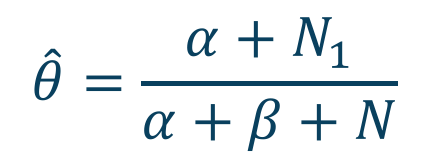 θ̂ = (α + N₁) / (α + β + N)